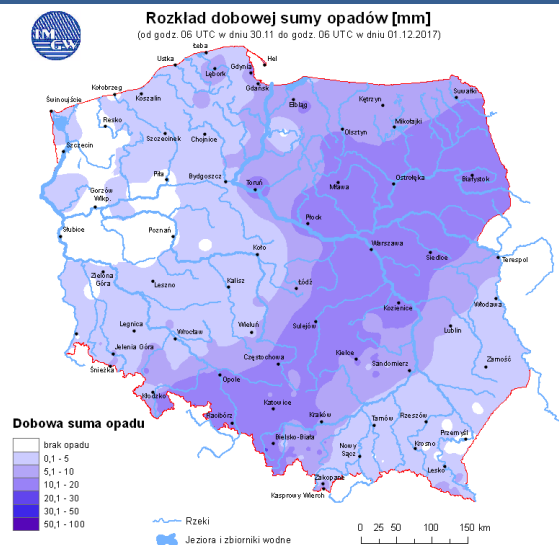 IM
GW
Rozkład dobowej sumy opadów [mm]
(od godz. 06 UTC w dniu 30.11 do godz. 06 UTC w dniu 01.12.2017)
Łeba
Ustka
Lębork
Gdynia
Hel
Gdańsk
Kołobrzeg
Koszalin
Świnoujście
Resko
Szczecin
Szczecinek
Chojnice
Elbląg
Kętrzyn
Suwałki
Mikołajki
Olsztyn
Piła
Bydgoszcz
Toruń
Mława
Ostrołęka
Białystok
Gorzów
Wlkp.
Płock
Słubice
Poznań
Koło
Warszawa
Siedlce
Terespol
Zielona
Góra
Leszno
Kalisz
Łódź
Kozienice
Włodawa
Legnica
Wrocław
Wieluń
Sulejów
Lublin
Jelenia Góra
Śnieżka
Częstochowa
Kielce
Sandomierz
Zamość
Kłodzko
Opole
Racibórz
Katowice
Kraków
Tarnów
Rzeszów
Przemyśl
Bielsko-Biała
Nowy
Sącz
Krosno
Lesko
Zakopane
Kasprowy Wierch
Dobowa suma opadu
brak opadu
0,1 - 5
5,1 - 10
10,1 - 20
20,1 - 30
30,1 - 50
50,1 - 100
Rzeki
Jeziora i zbiorniki wodne
0 25 50 100 150 km